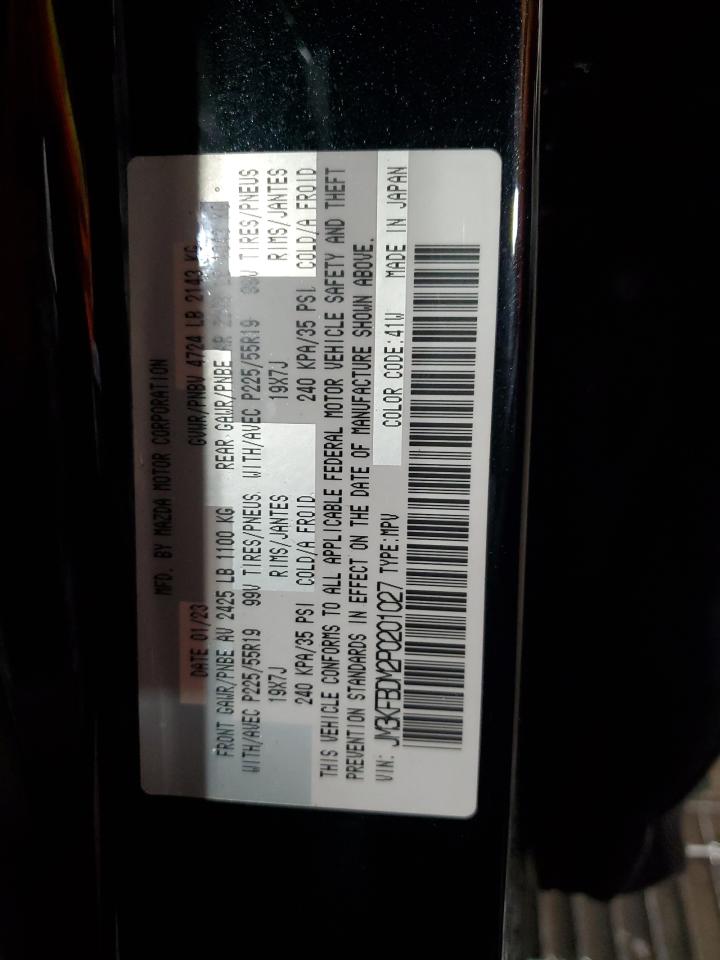 MFD. BY MAZDA MOTOR CORPORATION
DATE 01/23 GVWR/PNBV 4724 LB 2143 KG
FRONT GAWR/PNBE AV 2425 LB 1100 KG REAR GAWR/PNBE AR
WITH/AVEC P225/55R19 99V TIRES/PNEUS. WITH/AVEC P225/55R19 99V TIRES/PNEUS
19X7J RIMS/JANTES 19X7J RIMS/JANTES
240 KPA/35 PSI COLD/A FROID. 240 KPA/35 PSI. COLD/A FROID
THIS VEHICLE CONFORMS TO ALL APPLICABLE FEDERAL MOTOR VEHICLE SAFETY AND THEFT
PREVENTION STANDARDS IN EFFECT ON THE DATE OF MANUFACTURE SHOWN ABOVE.
VIN: JM3KFBDM2P0201027 TYPE:MPV COLOR CODE:41W MADE IN JAPAN